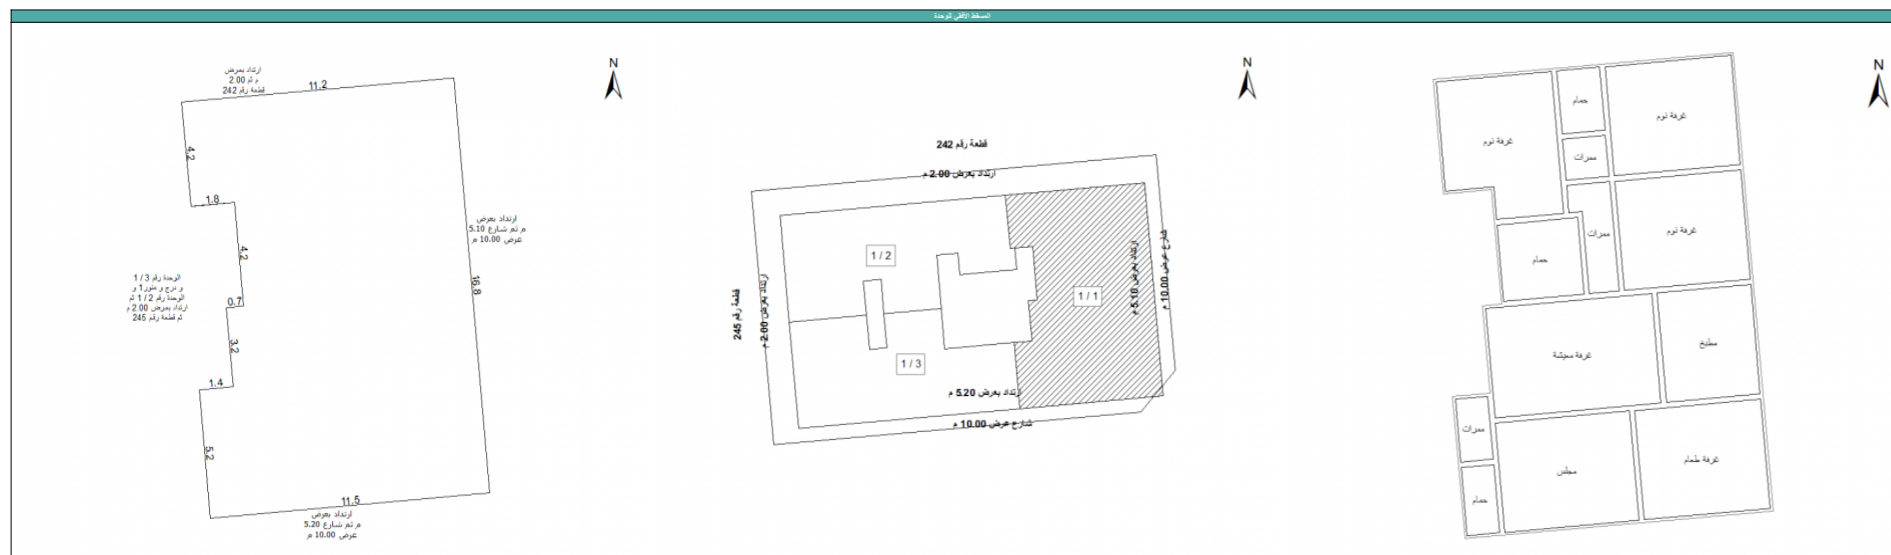 المسقط الأفقي للوحدة
ارتداد بعرض
م ثم 2.00
قطعة رقم 242
11.2
4.2
1.8
4.2
0.7
3.2
1.4
5.2
11.5
16.8
ارتداد بعرض
م ثم شارع 5.10
عرض 10.00 م
الوحدة رقم 3 / 1
و درج و منور1 و
الوحدة رقم 2 / 1 ثم
ارتداد بعرض 2.00 م
ثم قطعة رقم 245
ارتداد بعرض
م ثم شارع 5.20
عرض 10.00 م
N
قطعة رقم 242
ارتداد بعرض 2.00 م
قطعة رقم 245
ارتداد بعرض 2.00 م
1 / 2
1 / 3
1 / 1
ارتداد بعرض 5.10 م
شارع عرض 10.00 م
ارتداد بعرض 5.20 م
شارع عرض 10.00 م
N
غرفة نوم
حمام
غرفة نوم
ممرات
ممرات
غرفة نوم
حمام
غرفة معيشة
مطبخ
ممرات
مجلس
غرفة طعام
حمام
N